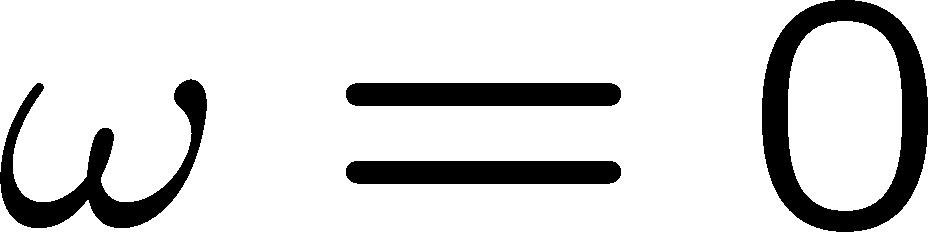 ω = 0